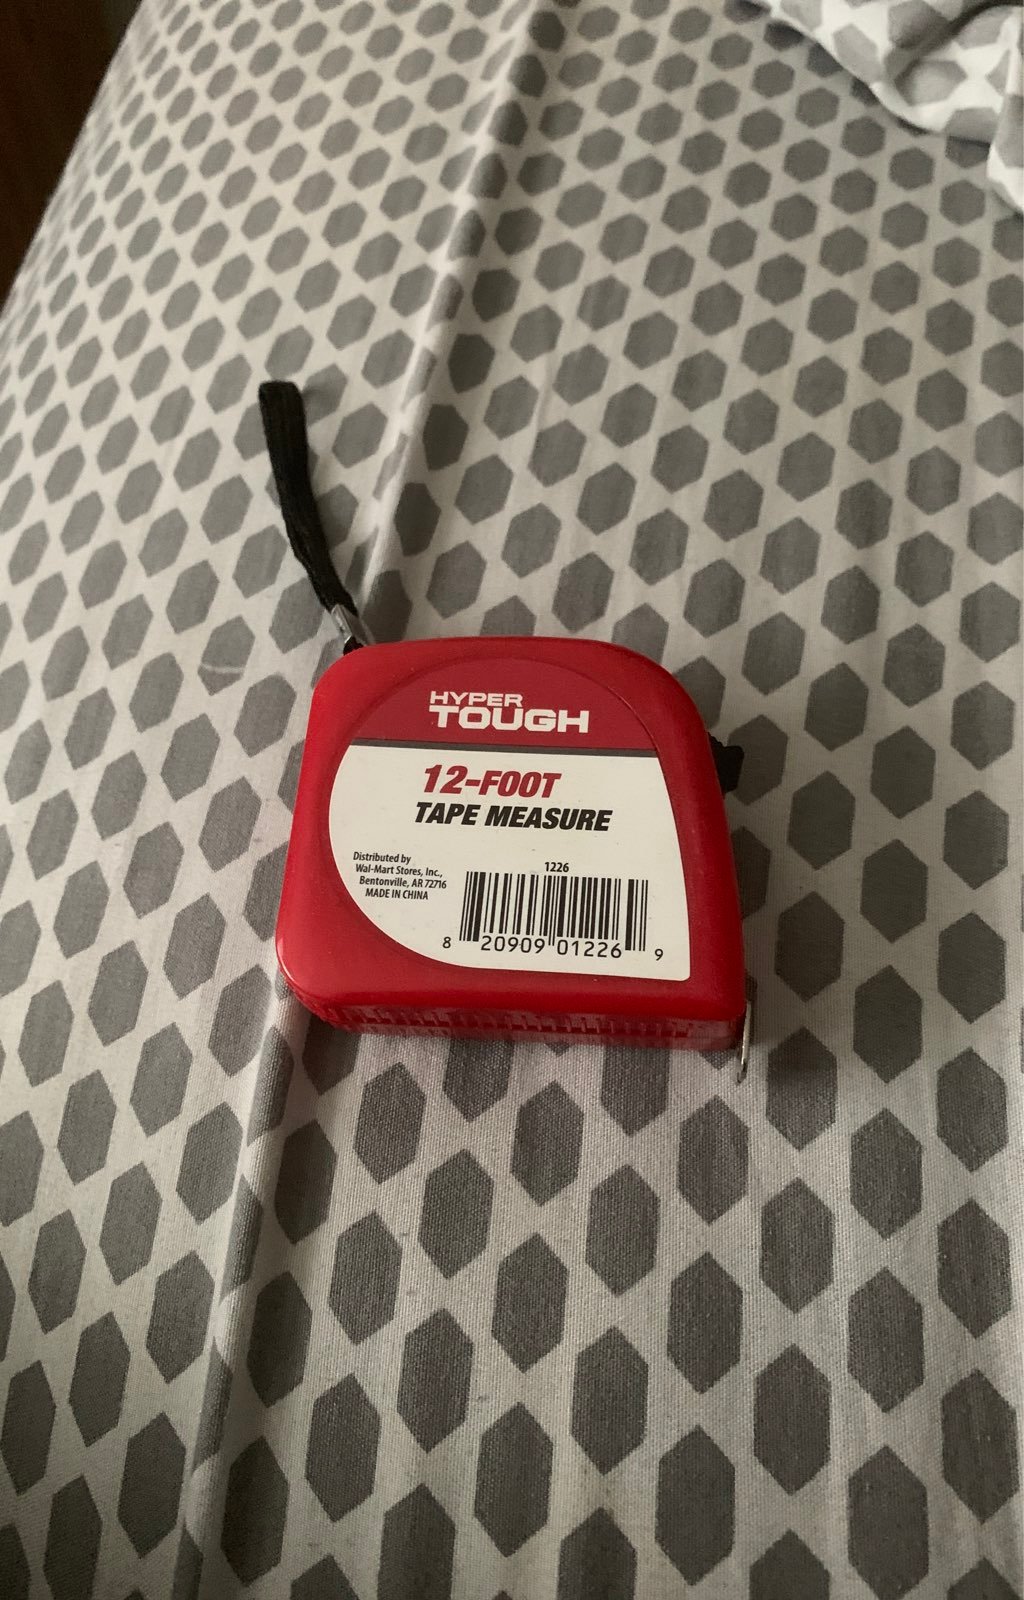 HYPER
TOUGH
12-FOOT
TAPE MEASURE
Distributed by
Wal-Mart Stores, Inc.,
Bentonville, AR 72716
MADE IN CHINA
1226
8 20909 01226 9